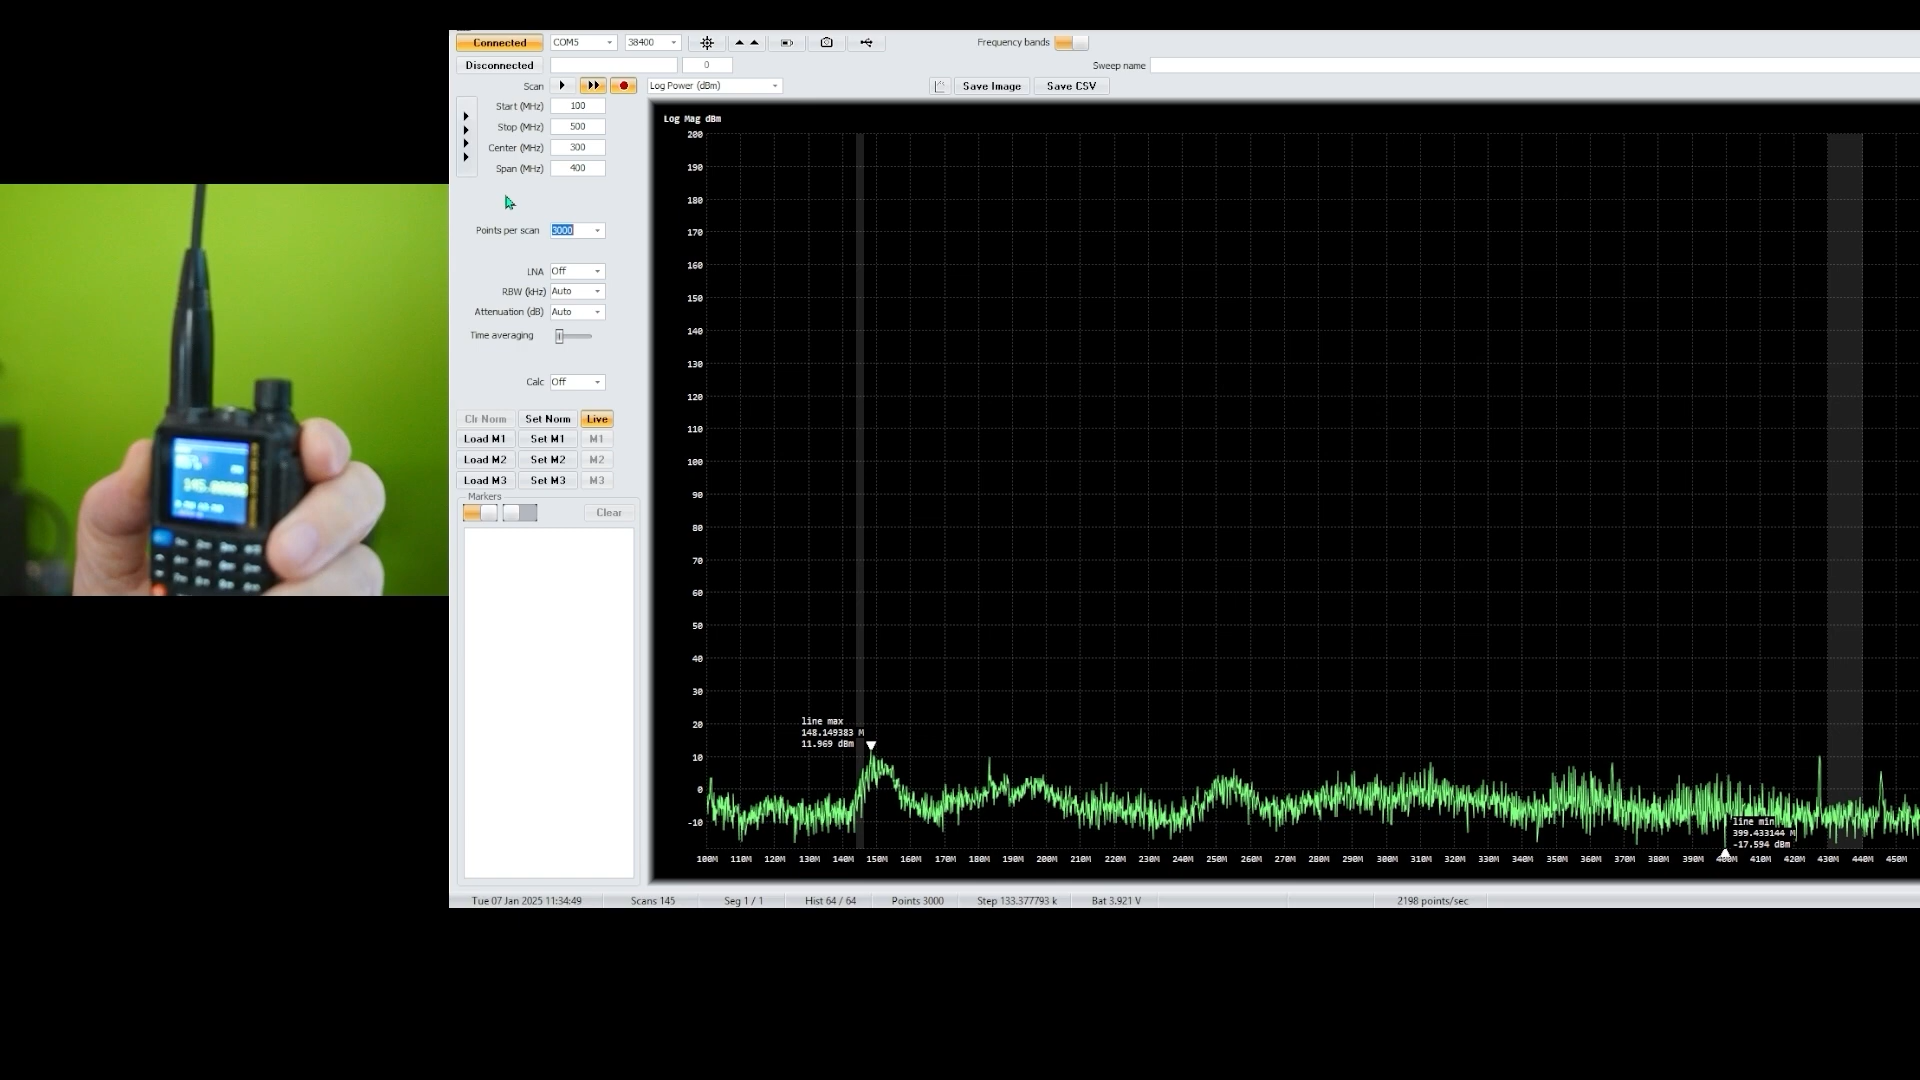 Connected COM5 38400 Frequency bands
Disconnected 0 Sweep name
Scan Log Power (dBm) Save Image Save CSV
Start (MHz) 100
Stop (MHz) 500
Center (MHz) 300
Span (MHz) 400
Points per scan 3000
LNA Off
RBW (kHz) Auto
Attenuation (dB) Auto
Time averaging
Calc Off
Clr Norm Set Norm Live
Load M1 Set M1 M1
Load M2 Set M2 M2
Load M3 Set M3 M3
Markers
Clear
Log Mag dBm
200
190
180
170
160
150
140
130
120
110
100
90
80
70
60
50
40
30
20
10
0
-10
line max
148.149383 M
11.969 dBm
line min
399.433144 M
-17.594 dBm
100M 110M 120M 130M 140M 150M 160M 170M 180M 190M 200M 210M 220M 230M 240M 250M 260M 270M 280M 290M 300M 310M 320M 330M 340M 350M 360M 370M 380M 390M 400M 410M 420M 430M 440M 450M
Tue 07 Jan 2025 11:34:49 Scans 145 Seg 1 / 1 Hist 64 / 64 Points 3000 Step 133.377793 k Bat 3.921 V 2198 points/sec